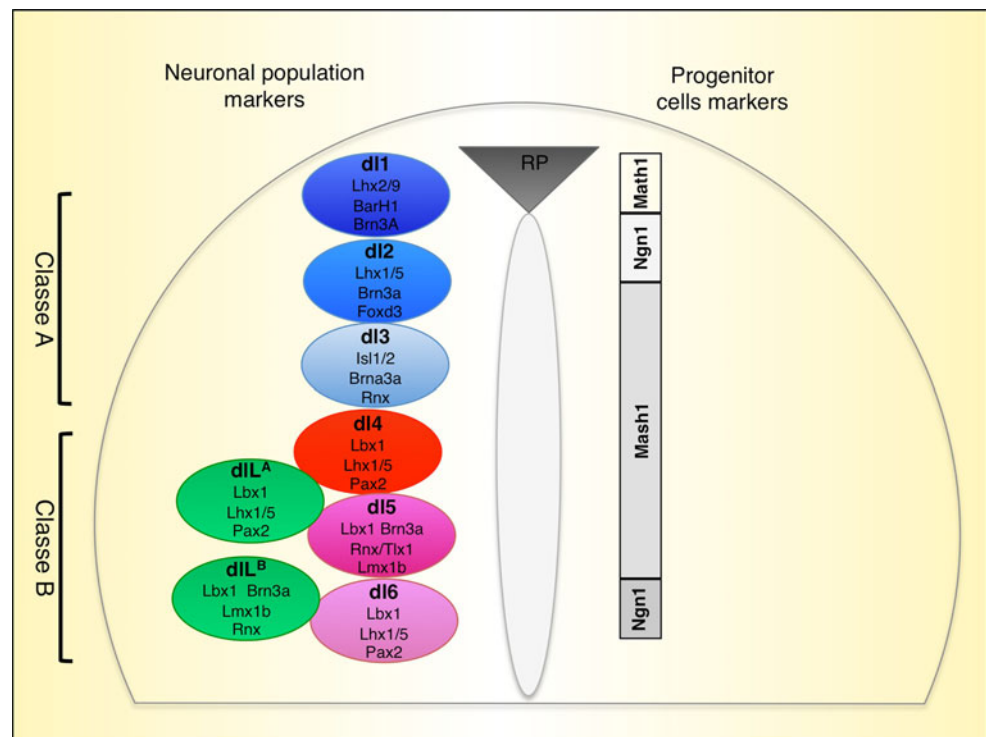 Neuronal population
markers
Progenitor
cells markers
RP
Classe A
dI1
Lhx2/9
BarH1
Brn3A
dI2
Lhx1/5
Brn3a
Foxd3
dI3
Isl1/2
Brna3a
Rnx
Classe B
dI4
Lbx1
Lhx1/5
Pax2
dIL^A
Lbx1
Lhx1/5
Pax2
dI5
Lbx1 Brn3a
Rnx/Tlx1
Lmx1b
dIL^B
Lbx1 Brn3a
Lmx1b
Rnx
dI6
Lbx1
Lhx1/5
Pax2
Math1
Ngn1
Mash1
Ngn1